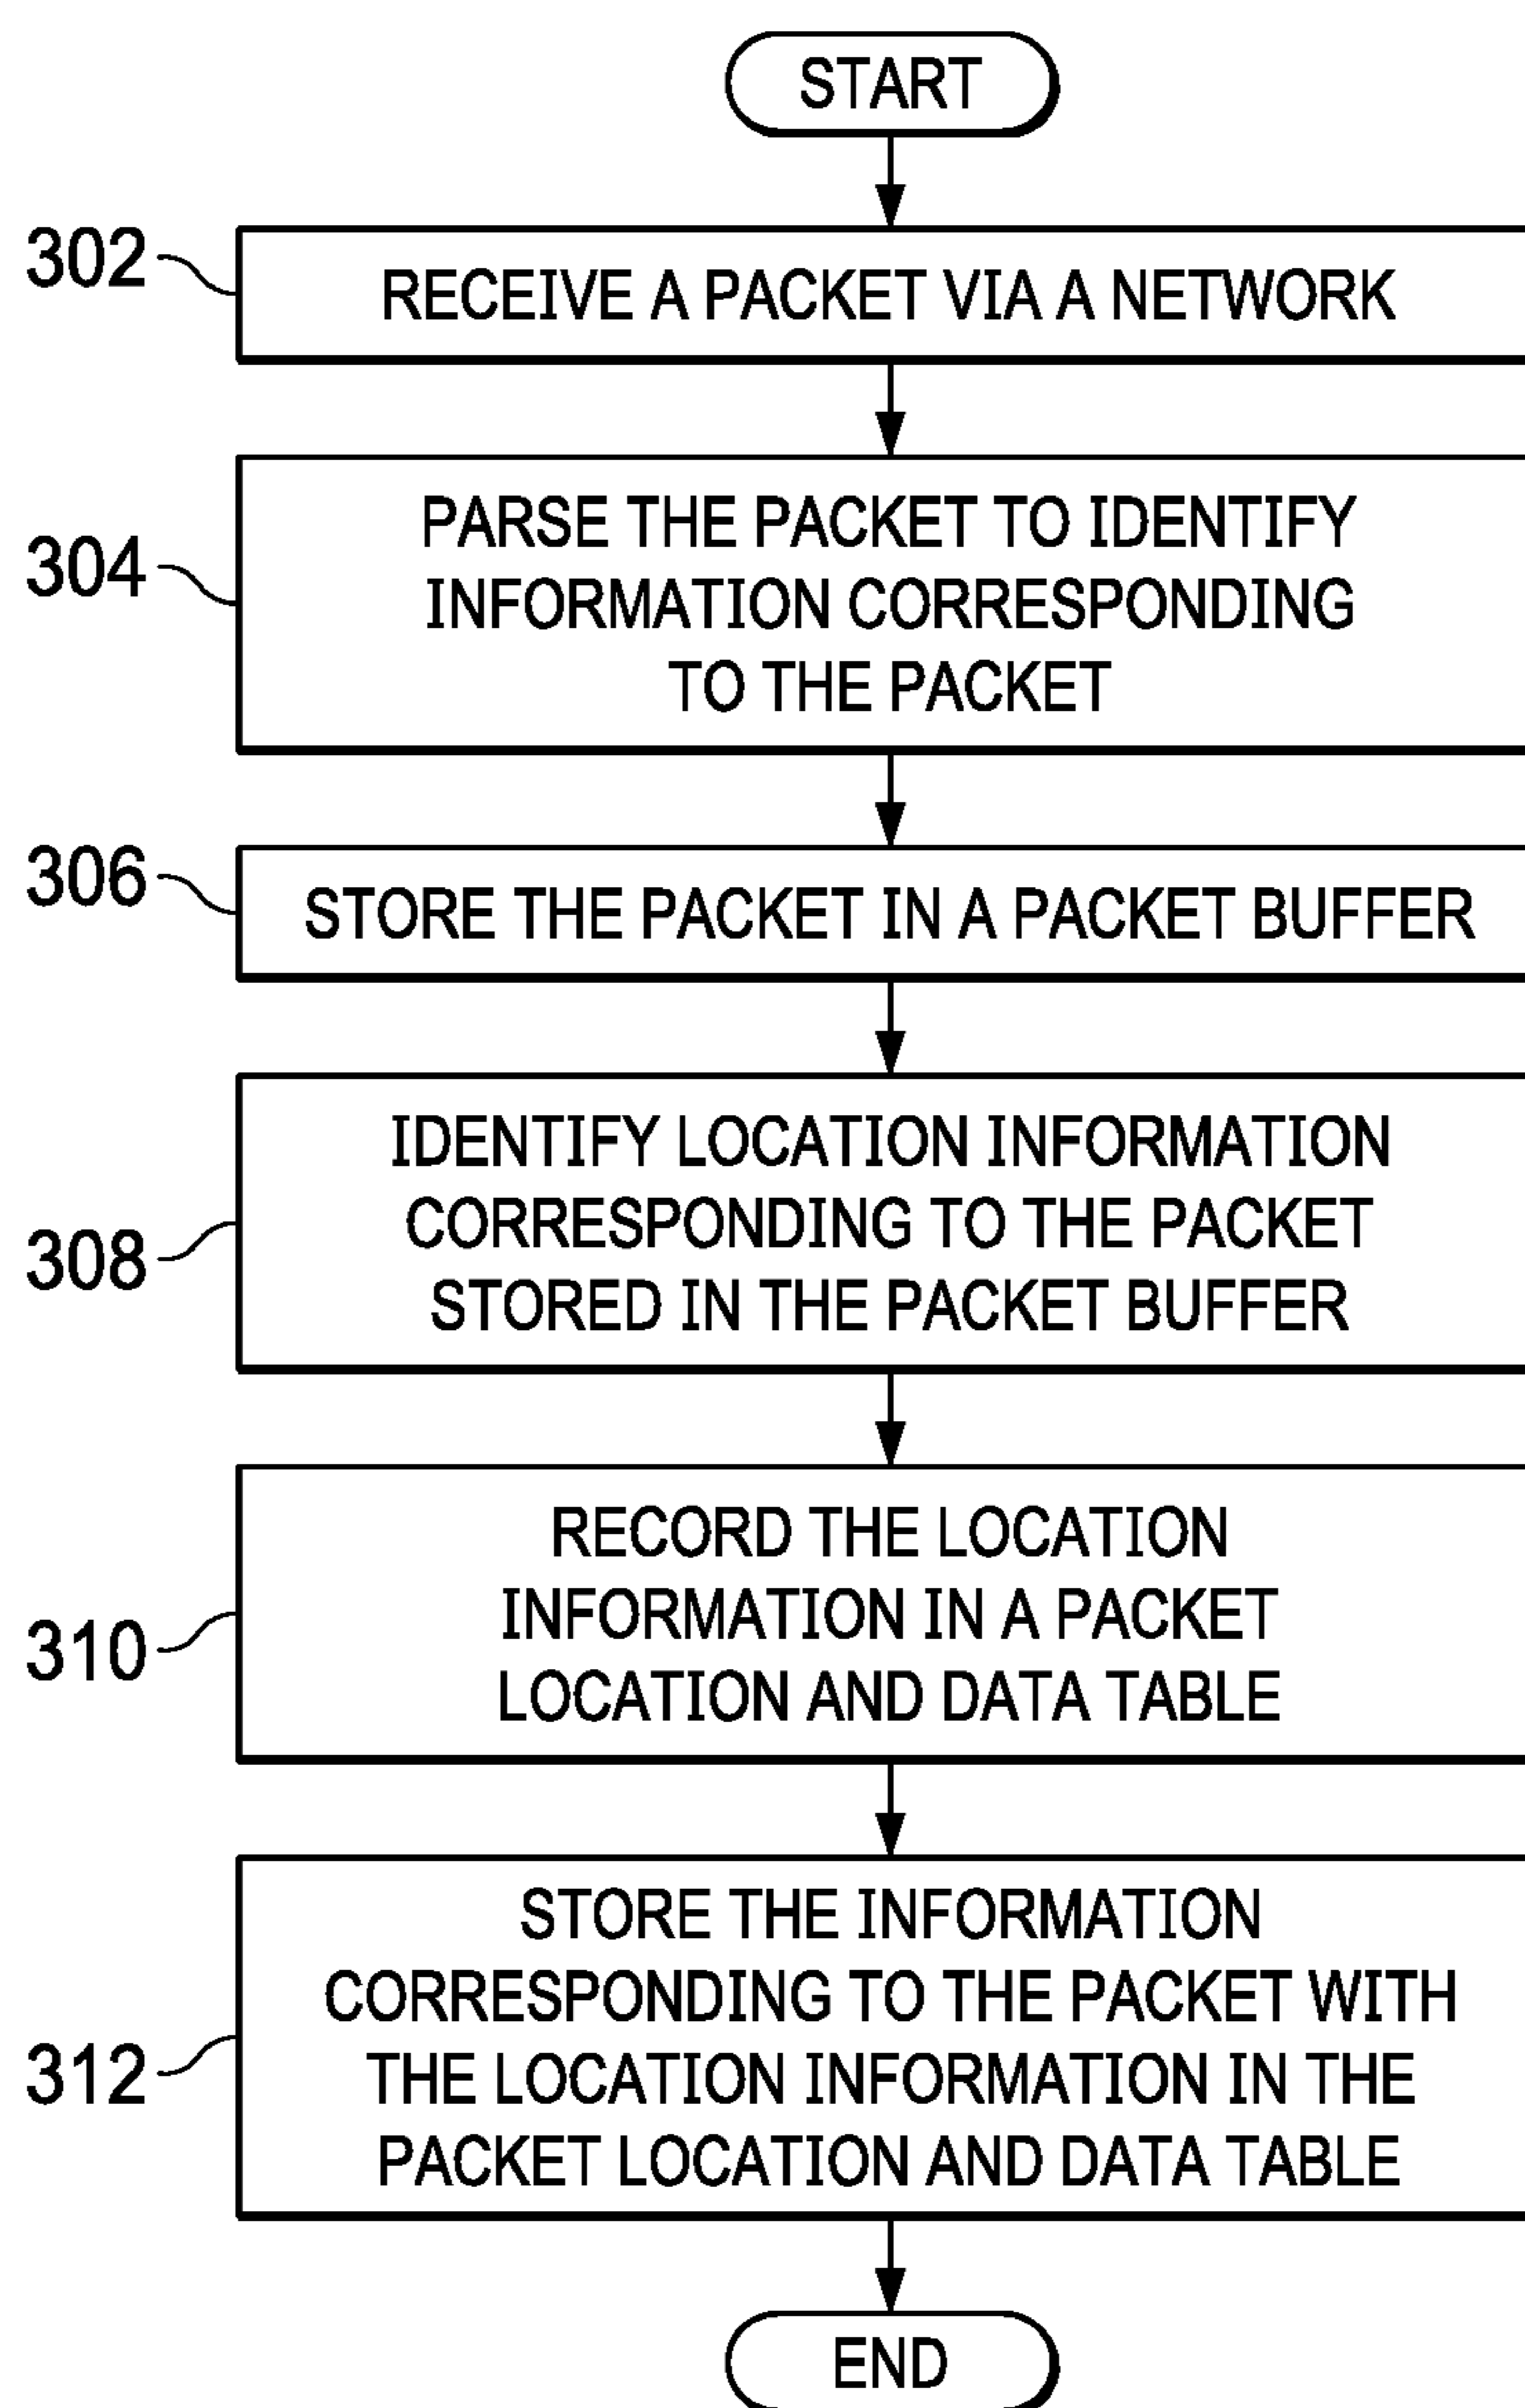 START
302
RECEIVE A PACKET VIA A NETWORK
304
PARSE THE PACKET TO IDENTIFY
INFORMATION CORRESPONDING
TO THE PACKET
306
STORE THE PACKET IN A PACKET BUFFER
308
IDENTIFY LOCATION INFORMATION
CORRESPONDING TO THE PACKET
STORED IN THE PACKET BUFFER
310
RECORD THE LOCATION
INFORMATION IN A PACKET
LOCATION AND DATA TABLE
312
STORE THE INFORMATION
CORRESPONDING TO THE PACKET WITH
THE LOCATION INFORMATION IN THE
PACKET LOCATION AND DATA TABLE
END